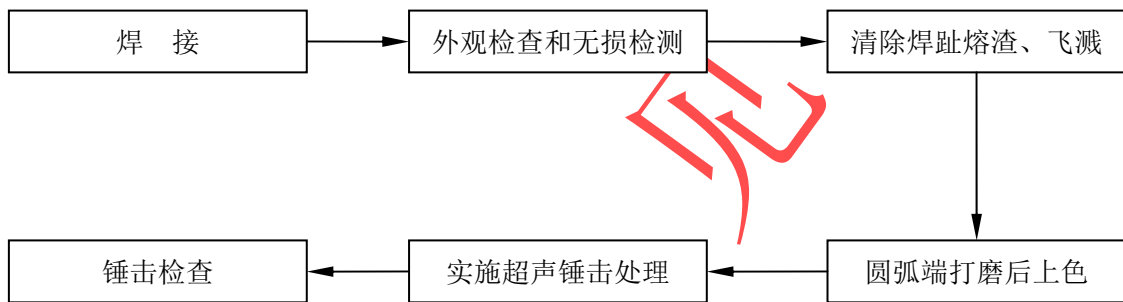 焊 接
外观检查和无损检测
清除焊趾熔渣、飞溅
圆弧端打磨后上色
实施超声锤击处理
锤击检查